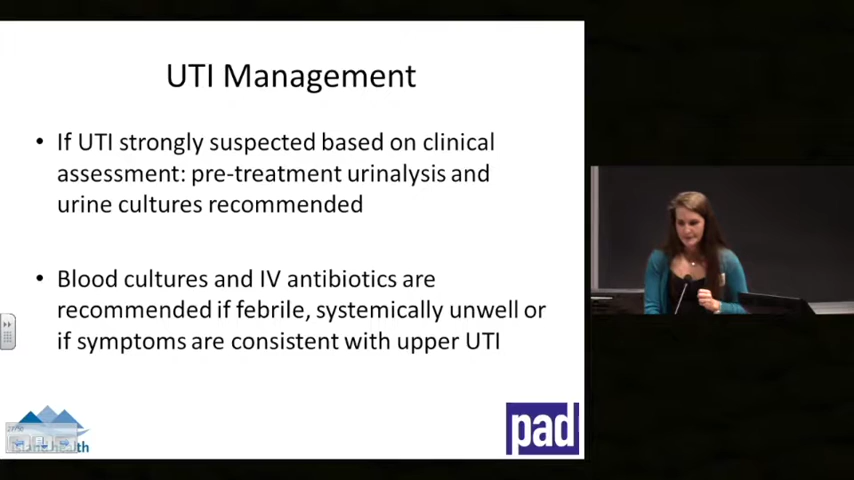 UTI Management
• If UTI strongly suspected based on clinical
assessment: pre-treatment urinalysis and
urine cultures recommended
• Blood cultures and IV antibiotics are
recommended if febrile, systemically unwell or
if symptoms are consistent with upper UTI
pad